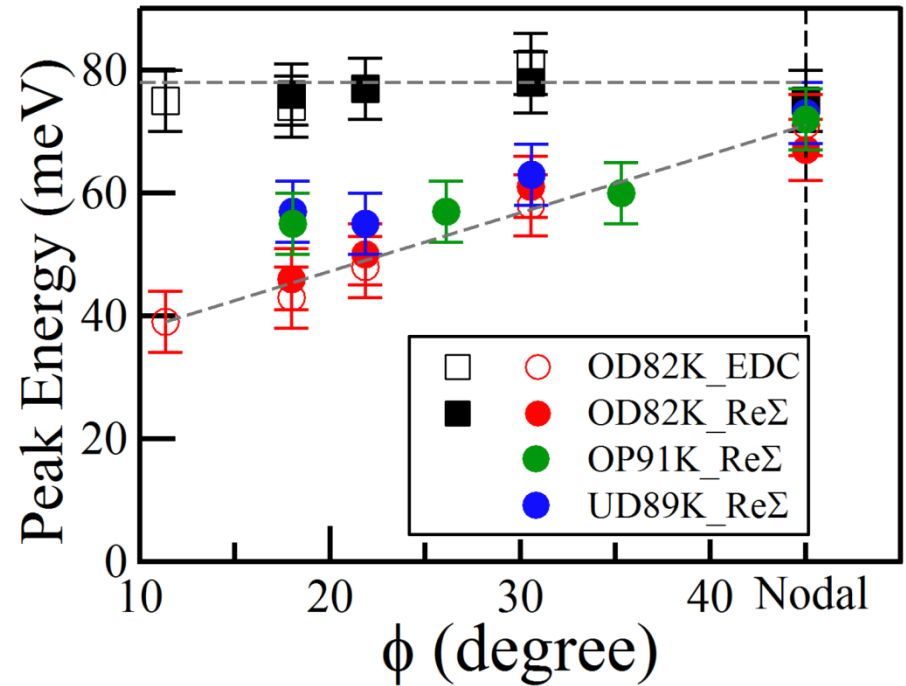 Peak Energy (meV)
80
60
40
20
0
OD82K_EDC
OD82K_ReΣ
OP91K_ReΣ
UD89K_ReΣ
10 20 30 40 Nodal
ϕ (degree)